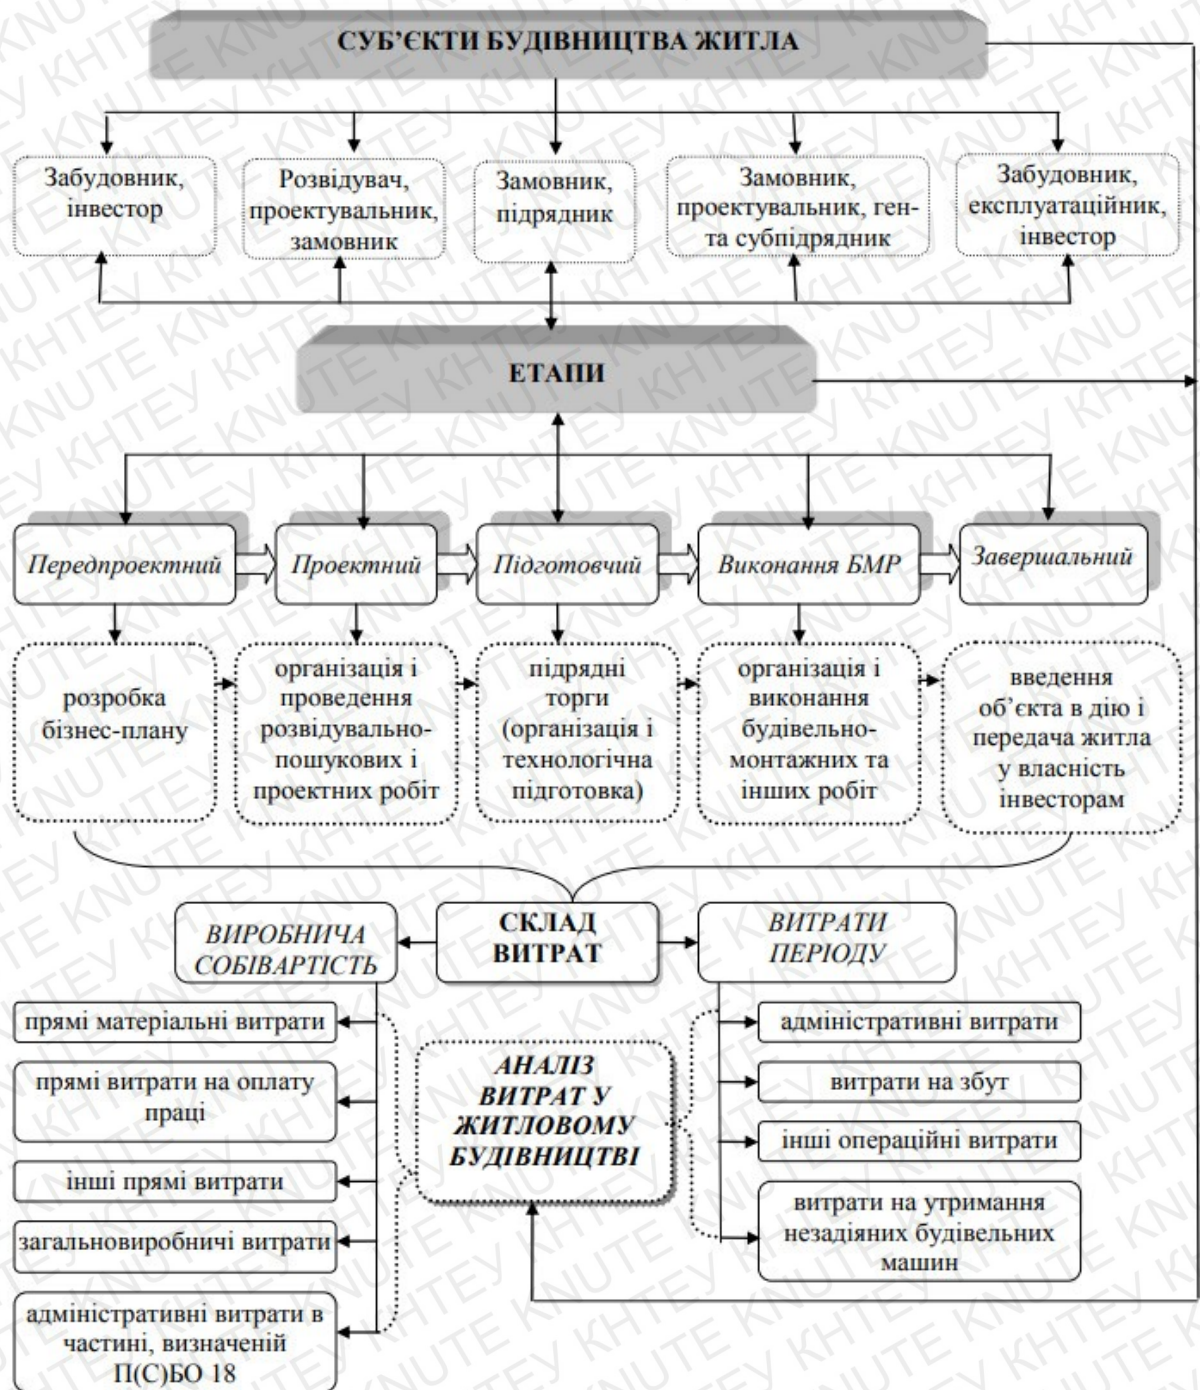 СУБ’ЄКТИ БУДІВНИЦТВА ЖИТЛА
Забудовник,
інвестор
Розвідувач,
проектувальник,
замовник
Замовник,
підрядник
Замовник,
проектувальник, ген-
та субпідрядник
Забудовник,
експлуатаційник,
інвестор
ЕТАПИ
Передпроектний
Проектний
Підготовчий
Виконання БМР
Завершальний
розробка
бізнес-плану
організація і
проведення
розвідувально-
пошукових і
проектних робіт
підрядні
торги
(організація і
технологічна
підготовка)
організація і
виконання
будівельно-
монтажних та
інших робіт
введення
об’єкта в дію і
передача житла
у власність
інвесторам
ВИРОБНИЧА
СОБІВАРТІСТЬ
СКЛАД
ВИТРАТ
ВИТРАТИ
ПЕРІОДУ
прямі матеріальні витрати
прямі витрати на оплату
праці
інші прямі витрати
загальновиробничі витрати
адміністративні витрати в
частині, визначеній
П(С)БО 18
АНАЛІЗ
ВИТРАТ У
ЖИТЛОВОМУ
БУДІВНИЦТВІ
адміністративні витрати
витрати на збут
інші операційні витрати
витрати на утримання
незадіяних будівельних
машин
КНТЕУ KNUTE